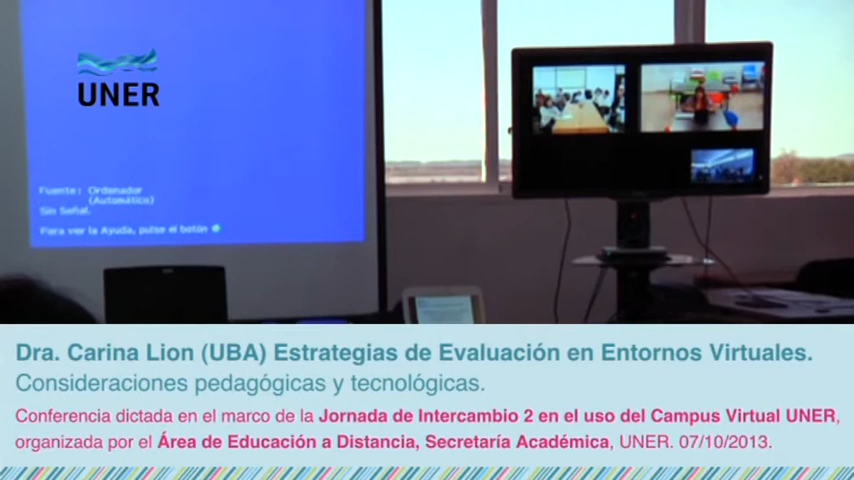 UNER
Fuente: Ordenador
(Automático)
Sin Señal.
Para ver la Ayuda, pulse el botón
Dra. Carina Lion (UBA) Estrategias de Evaluación en Entornos Virtuales.
Consideraciones pedagógicas y tecnológicas.
Conferencia dictada en el marco de la Jornada de Intercambio 2 en el uso del Campus Virtual UNER,
organizada por el Área de Educación a Distancia, Secretaría Académica, UNER. 07/10/2013.